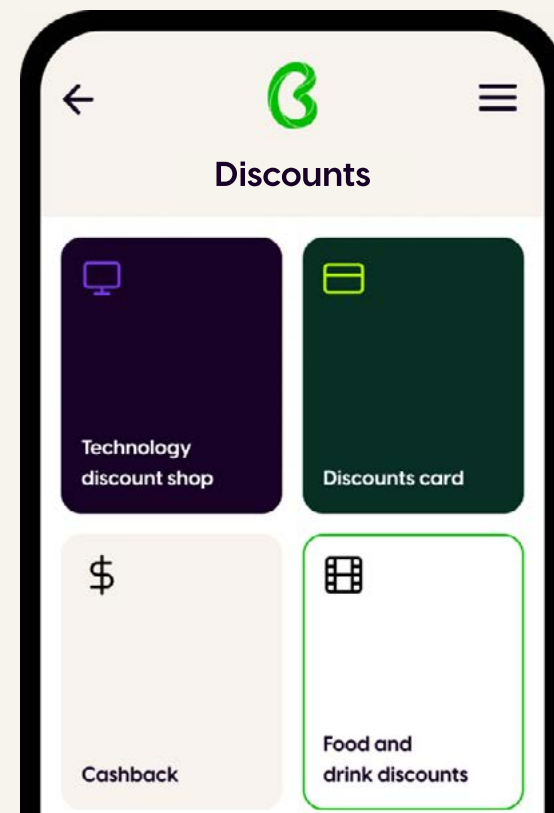 Discounts
Technology
discount shop
Discounts card
$
Cashback
Food and
drink discounts